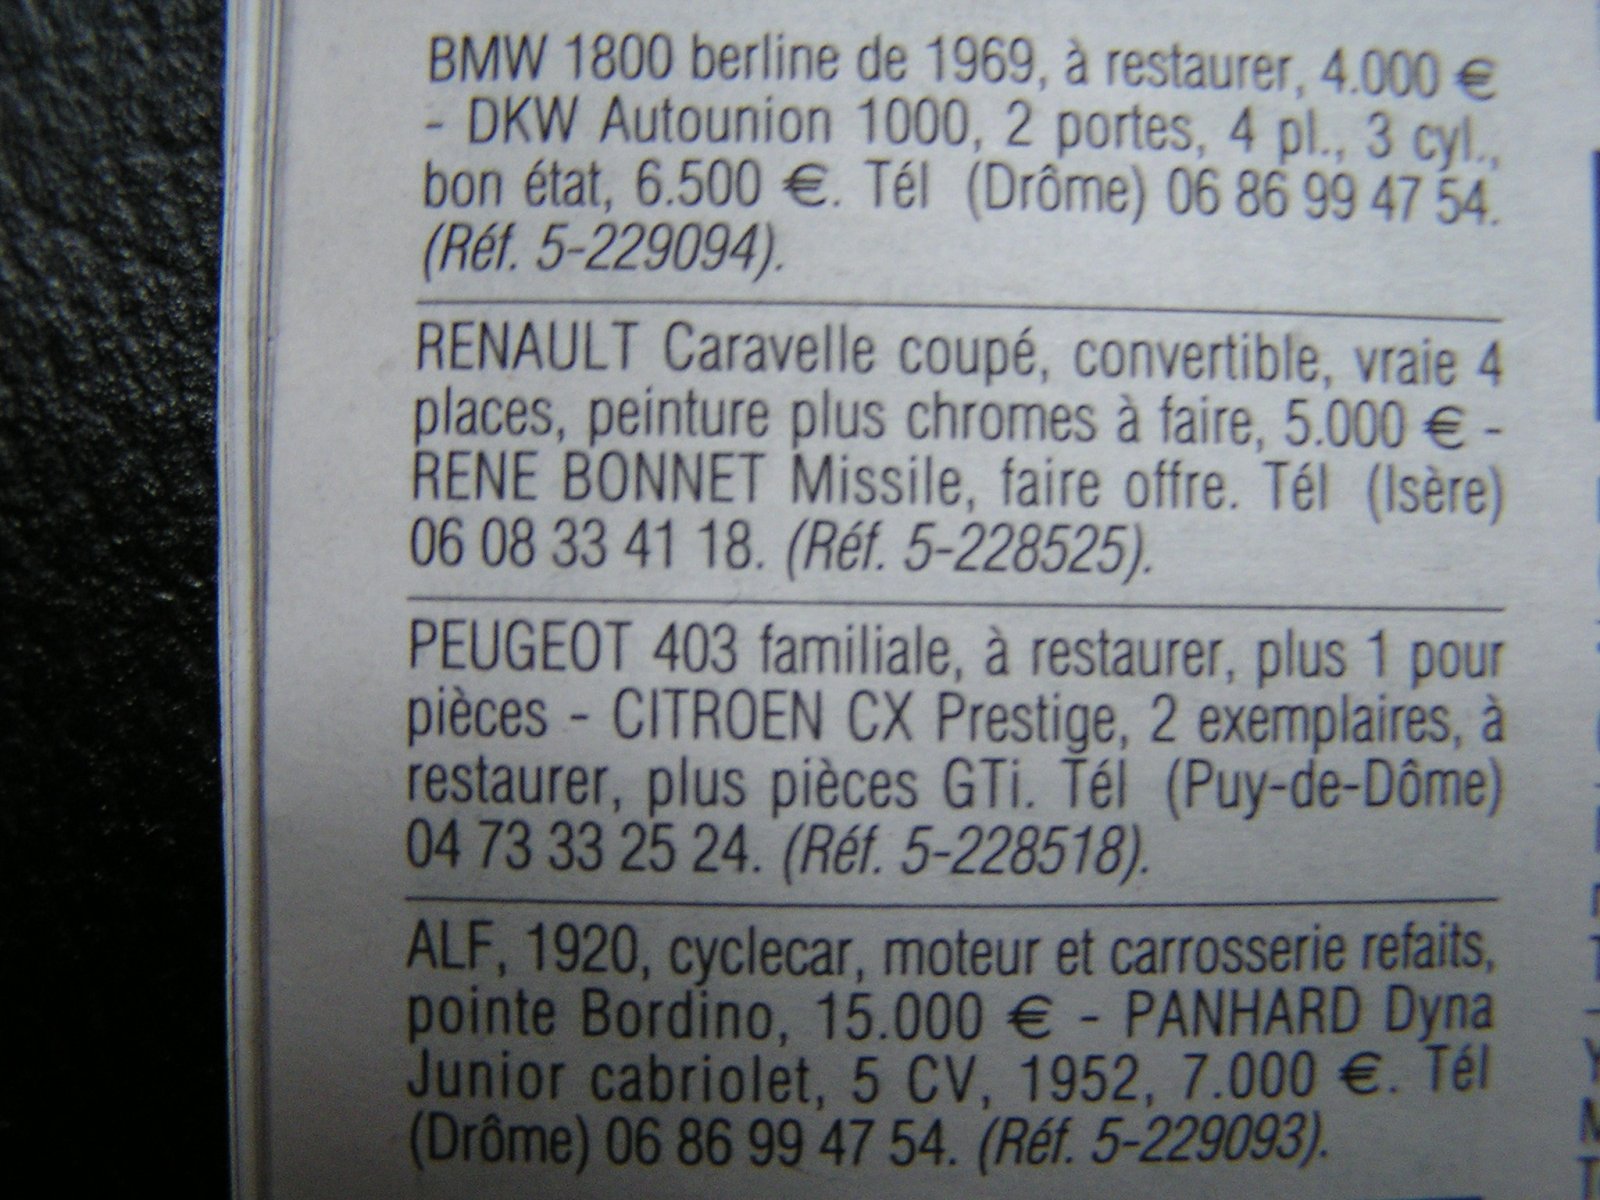 BMW 1800 berline de 1969, à restaurer, 4.000 €
- DKW Autounion 1000, 2 portes, 4 pl., 3 cyl.,
bon état, 6.500 €. Tél (Drôme) 06 86 99 47 54.
(Réf. 5-229094).
RENAULT Caravelle coupé, convertible, vraie 4
places, peinture plus chromes à faire, 5.000 € -
RENE BONNET Missile, faire offre. Tél (Isère)
06 08 33 41 18. (Réf. 5-228525).
PEUGEOT 403 familiale, à restaurer, plus 1 pour
pièces - CITROEN CX Prestige, 2 exemplaires, à
restaurer, plus pièces GTi. Tél (Puy-de-Dôme)
04 73 33 25 24. (Réf. 5-228518).
ALF, 1920, cyclecar, moteur et carrosserie refaits,
pointe Bordino, 15.000 € - PANHARD Dyna
Junior cabriolet, 5 CV, 1952, 7.000 €. Tél
(Drôme) 06 86 99 47 54. (Réf. 5-229093).